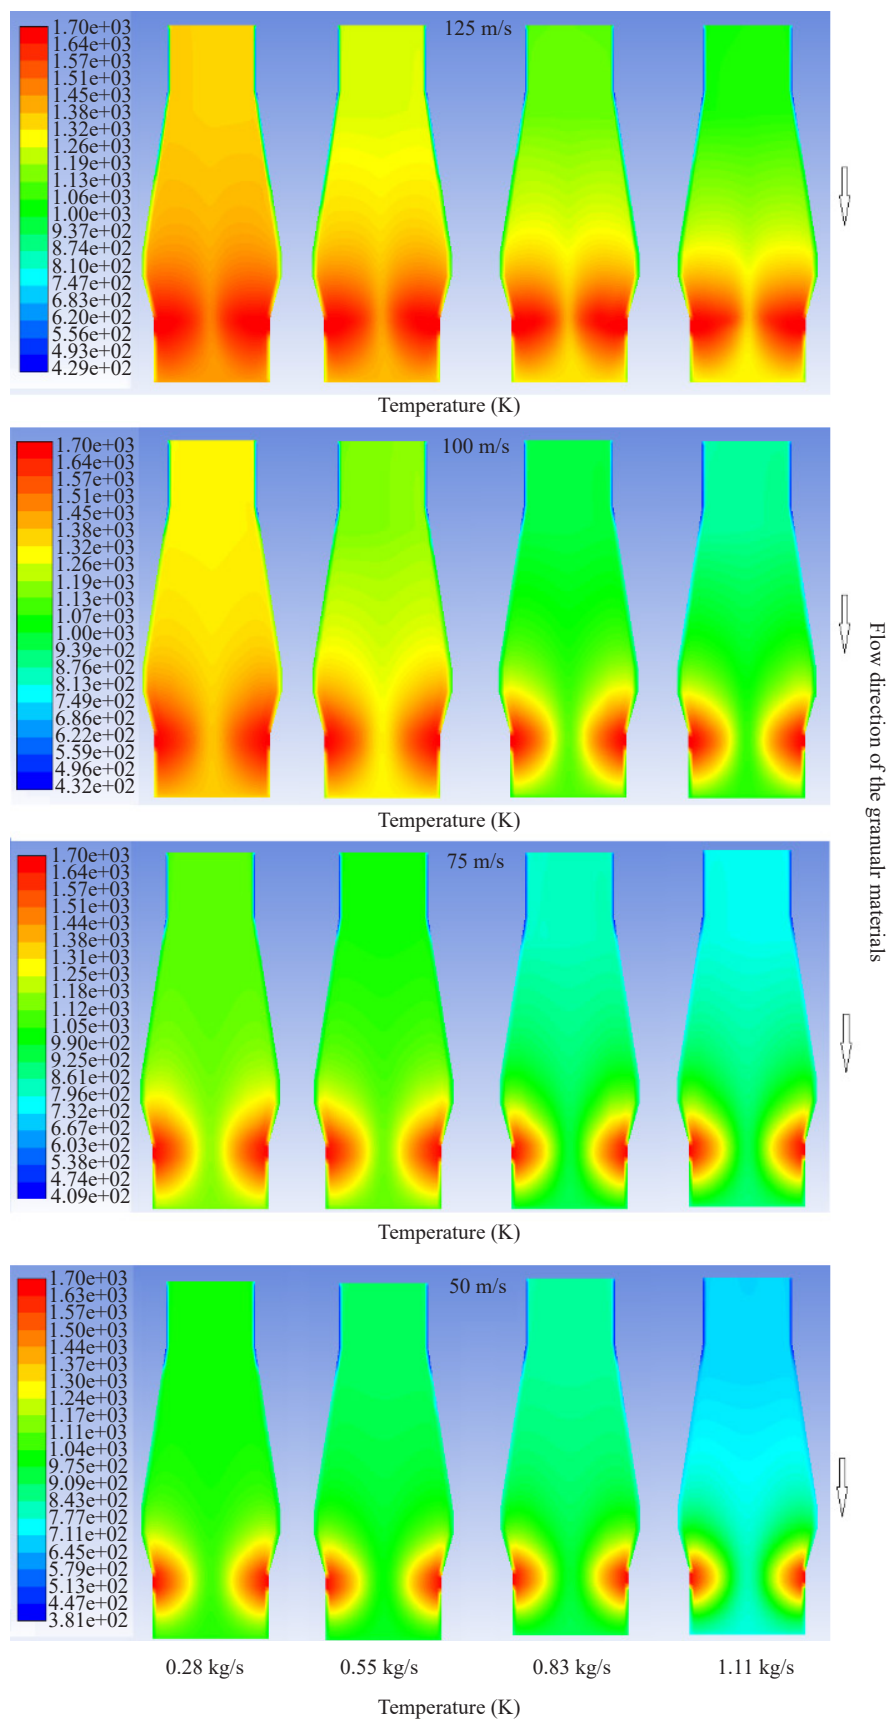 125 m/s
1.70e+03
1.64e+03
1.51e+03
1.51e+03
1.45e+03
1.38e+03
1.32e+03
1.26e+03
1.13e+03
1.06e+03
1.00e+03
9.37e+02
8.74e+02
8.10e+02
7.47e+02
6.83e+02
6.20e+02
5.56e+02
4.93e+02
4.29e+02
Temperature (K)
100 m/s
1.70e+03
1.64e+03
1.57e+03
1.51e+03
1.45e+03
1.38e+03
1.32e+03
1.26e+03
1.19e+03
1.13e+03
1.07e+03
1.00e+03
9.39e+02
8.76e+02
8.13e+02
7.49e+02
6.86e+02
6.22e+02
5.59e+02
4.96e+02
4.32e+02
Temperature (K)
75 m/s
1.70e+03
1.64e+03
1.57e+03
1.51e+03
1.44e+03
1.38e+03
1.31e+03
1.25e+03
1.18e+03
1.12e+03
1.05e+03
9.90e+02
9.25e+02
8.61e+02
7.96e+02
7.32e+02
6.67e+02
6.03e+02
5.38e+02
4.74e+02
4.09e+02
Temperature (K)
50 m/s
1.70e+03
1.63e+03
1.57e+03
1.50e+03
1.44e+03
1.37e+03
1.30e+03
1.24e+03
1.17e+03
1.11e+03
1.04e+03
9.75e+02
9.09e+02
8.43e+02
7.77e+02
7.11e+02
6.45e+02
5.79e+02
5.13e+02
4.47e+02
3.81e+02
0.28 kg/s 0.55 kg/s 0.83 kg/s 1.11 kg/s
Temperature (K)
Flow direction of the granualr materials